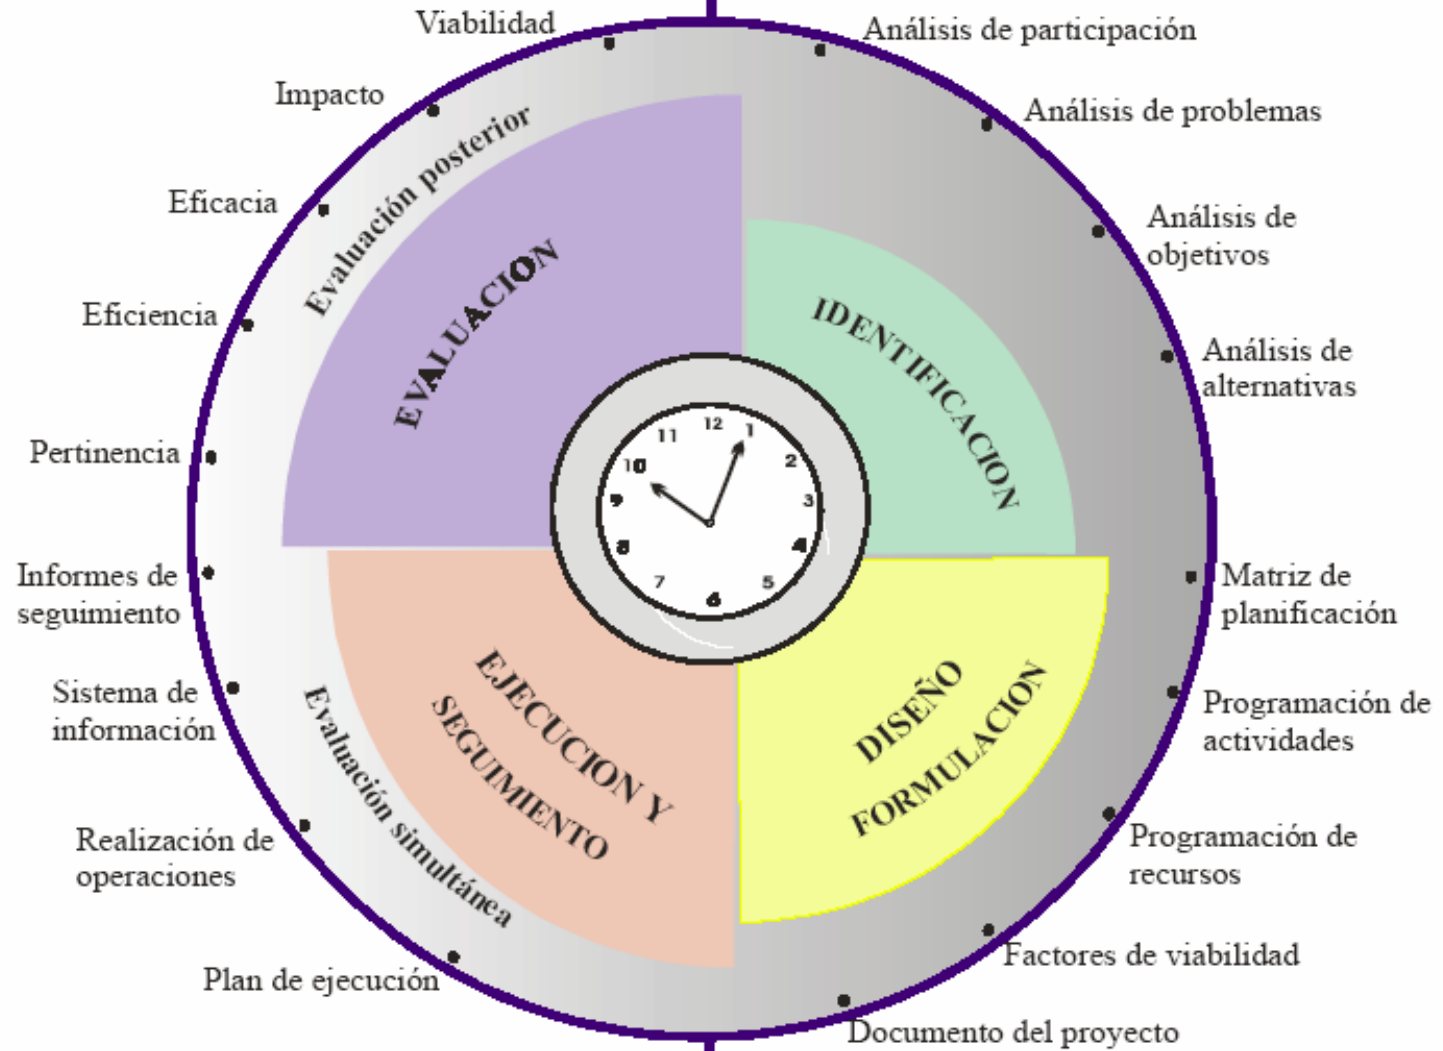 Viabilidad
Análisis de participación
Impacto
Análisis de problemas
Evaluación posterior
Eficacia
Análisis de
objetivos
EVALUACION
IDENTIFICACION
Eficiencia
Análisis de
alternativas
Pertinencia
12
1
2
3
4
5
6
7
8
9
10
11
Informes de
seguimiento
Matriz de
planificación
Sistema de
información
Evaluación simultánea
EJECUCION Y
SEGUIMIENTO
DISEÑO
FORMULACION
Programación de
actividades
Realización de
operaciones
Programación de
recursos
Plan de ejecución
Factores de viabilidad
Documento del proyecto